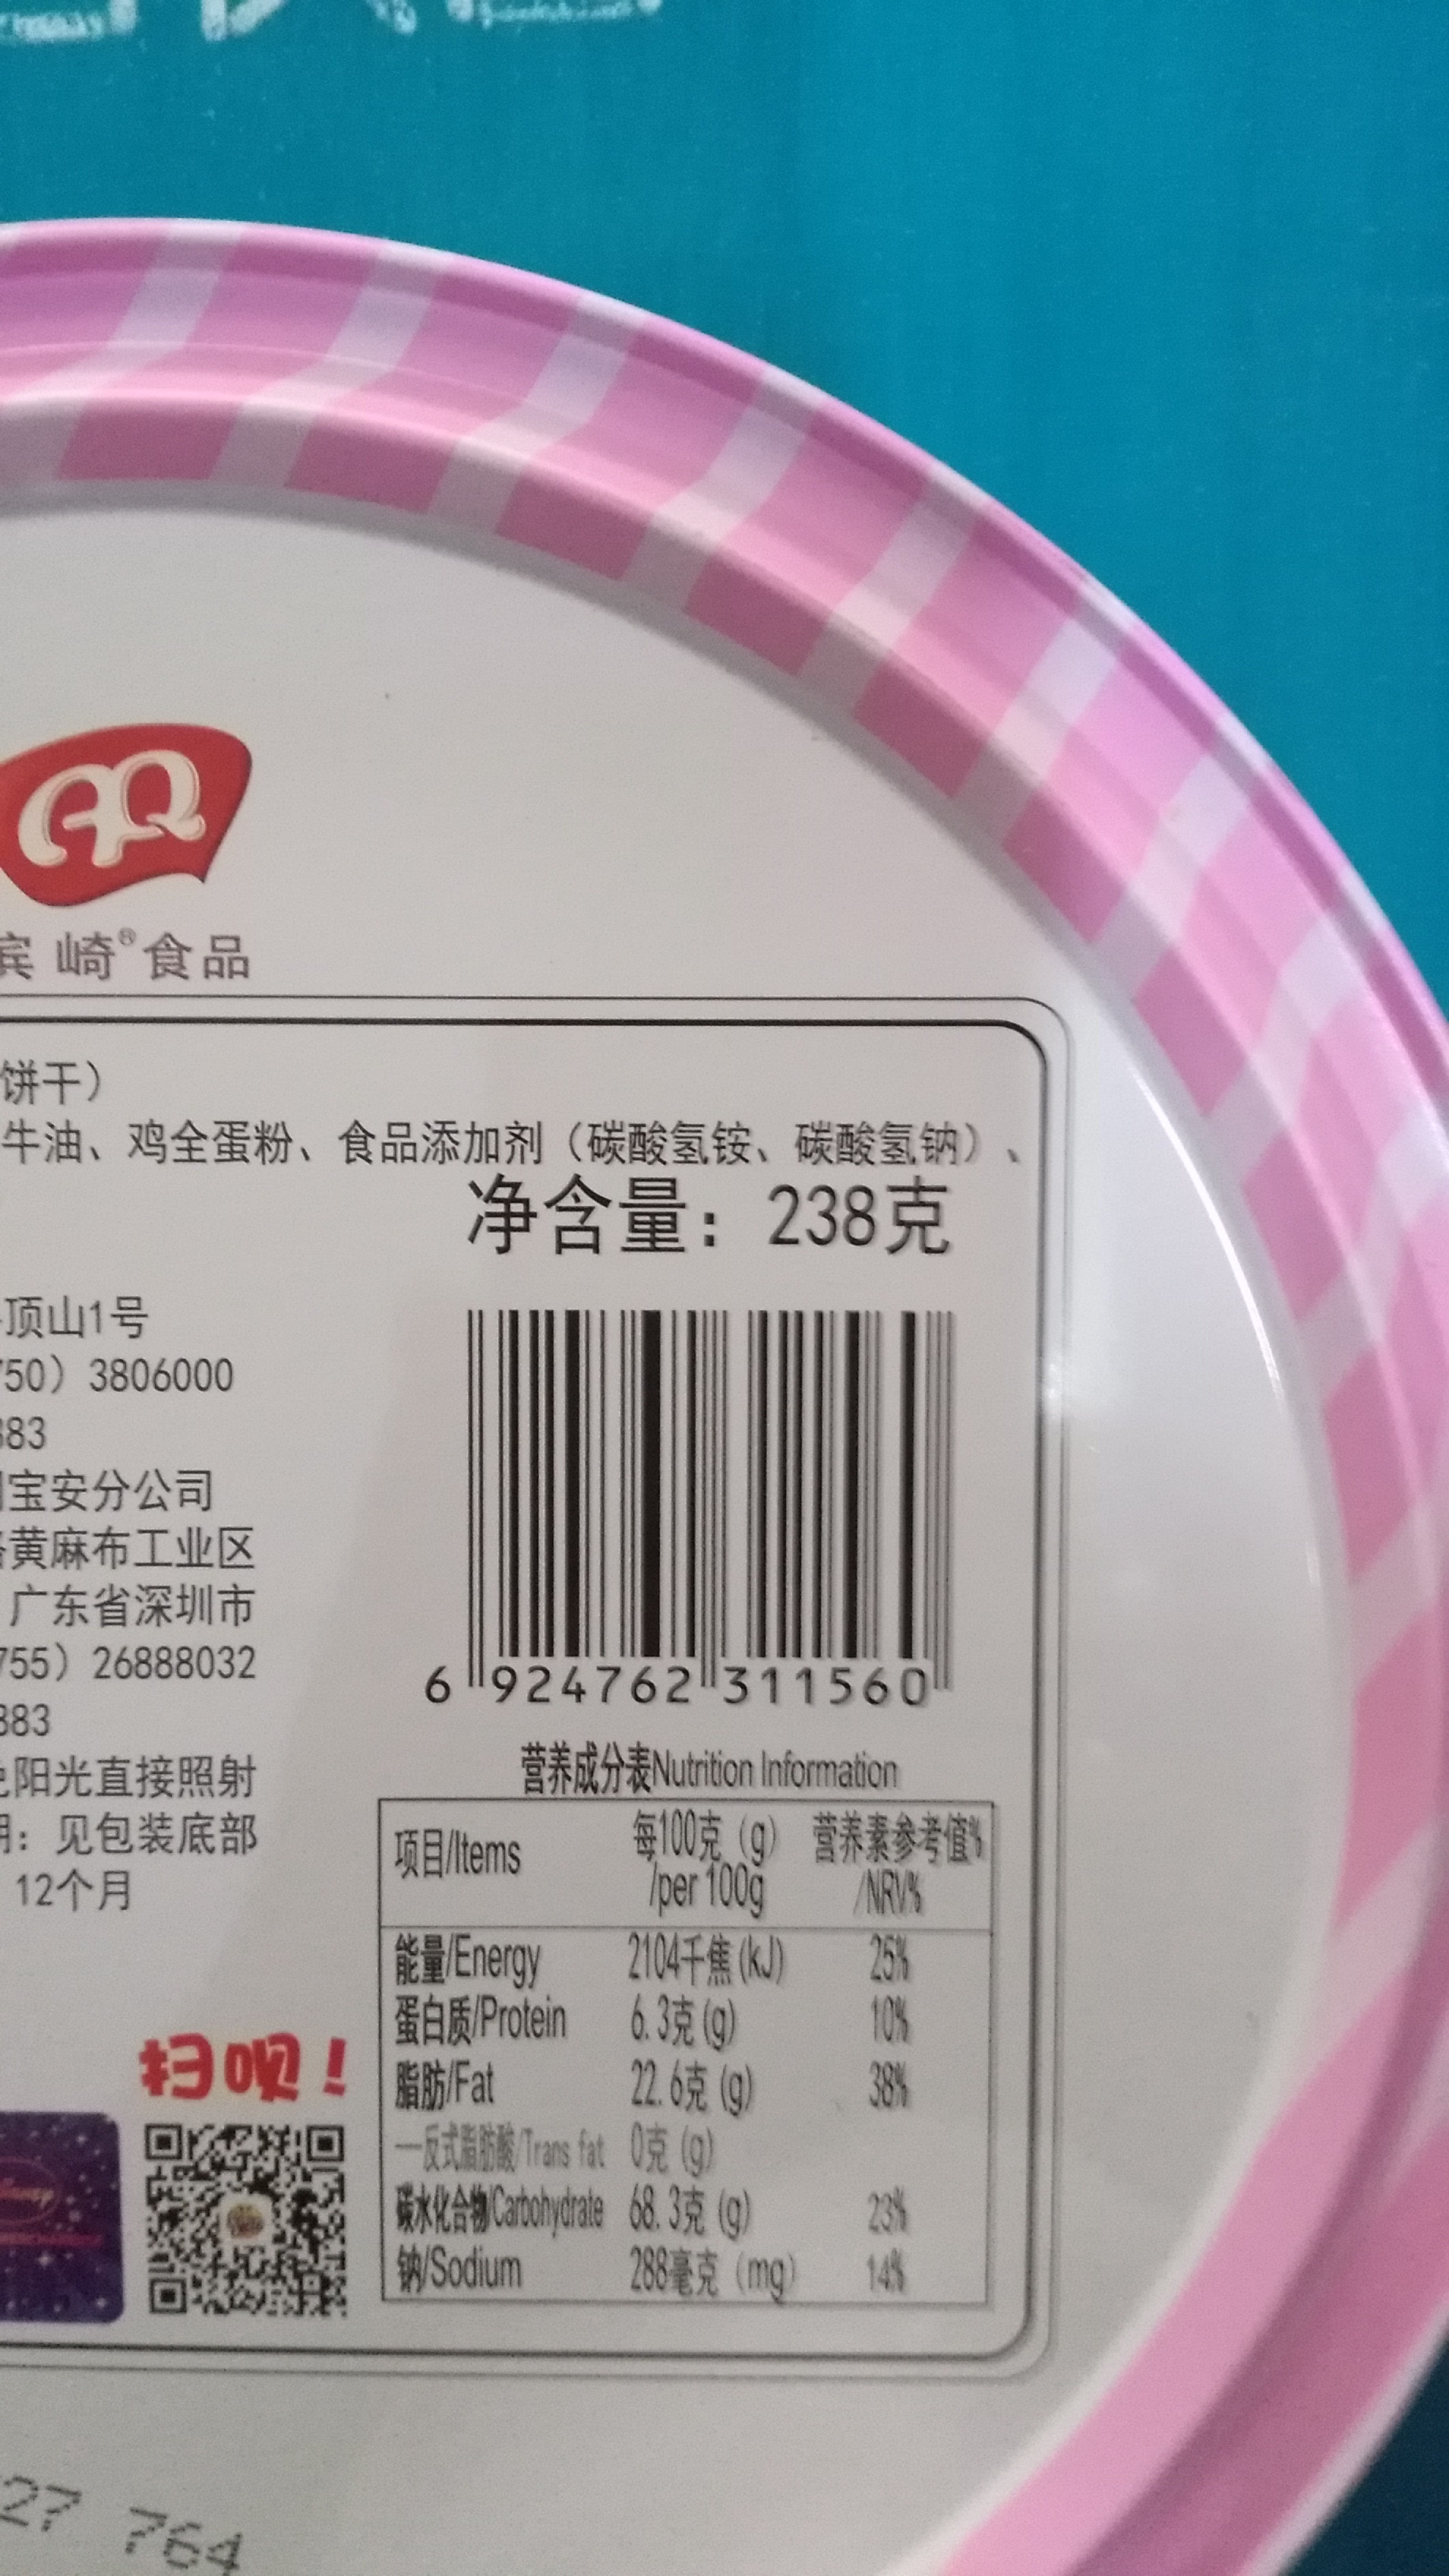 AQ
崎®食品
饼干）
牛油、鸡全蛋粉、食品添加剂（碳酸氢铵、碳酸氢钠）、
净含量：238克
顶山1号
50）3806000
883
宝安分公司
黄麻布工业区
广东省深圳市
755）26888032
883
阳光直接照射
：见包装底部
12个月
6 924762 311560
营养成分表Nutrition Information
项目/Items 每100克（g）/per 100g 营养素参考值%/NRV%
能量/Energy 2104千焦(kJ) 25%
蛋白质/Protein 6.3克(g) 10%
脂肪/Fat 22.6克(g) 38%
—反式脂肪酸/Trans fat 0克(g)
碳水化合物/Carbohydrate 68.3克(g) 23%
钠/Sodium 288毫克（mg） 14%
扫呗！
27 764